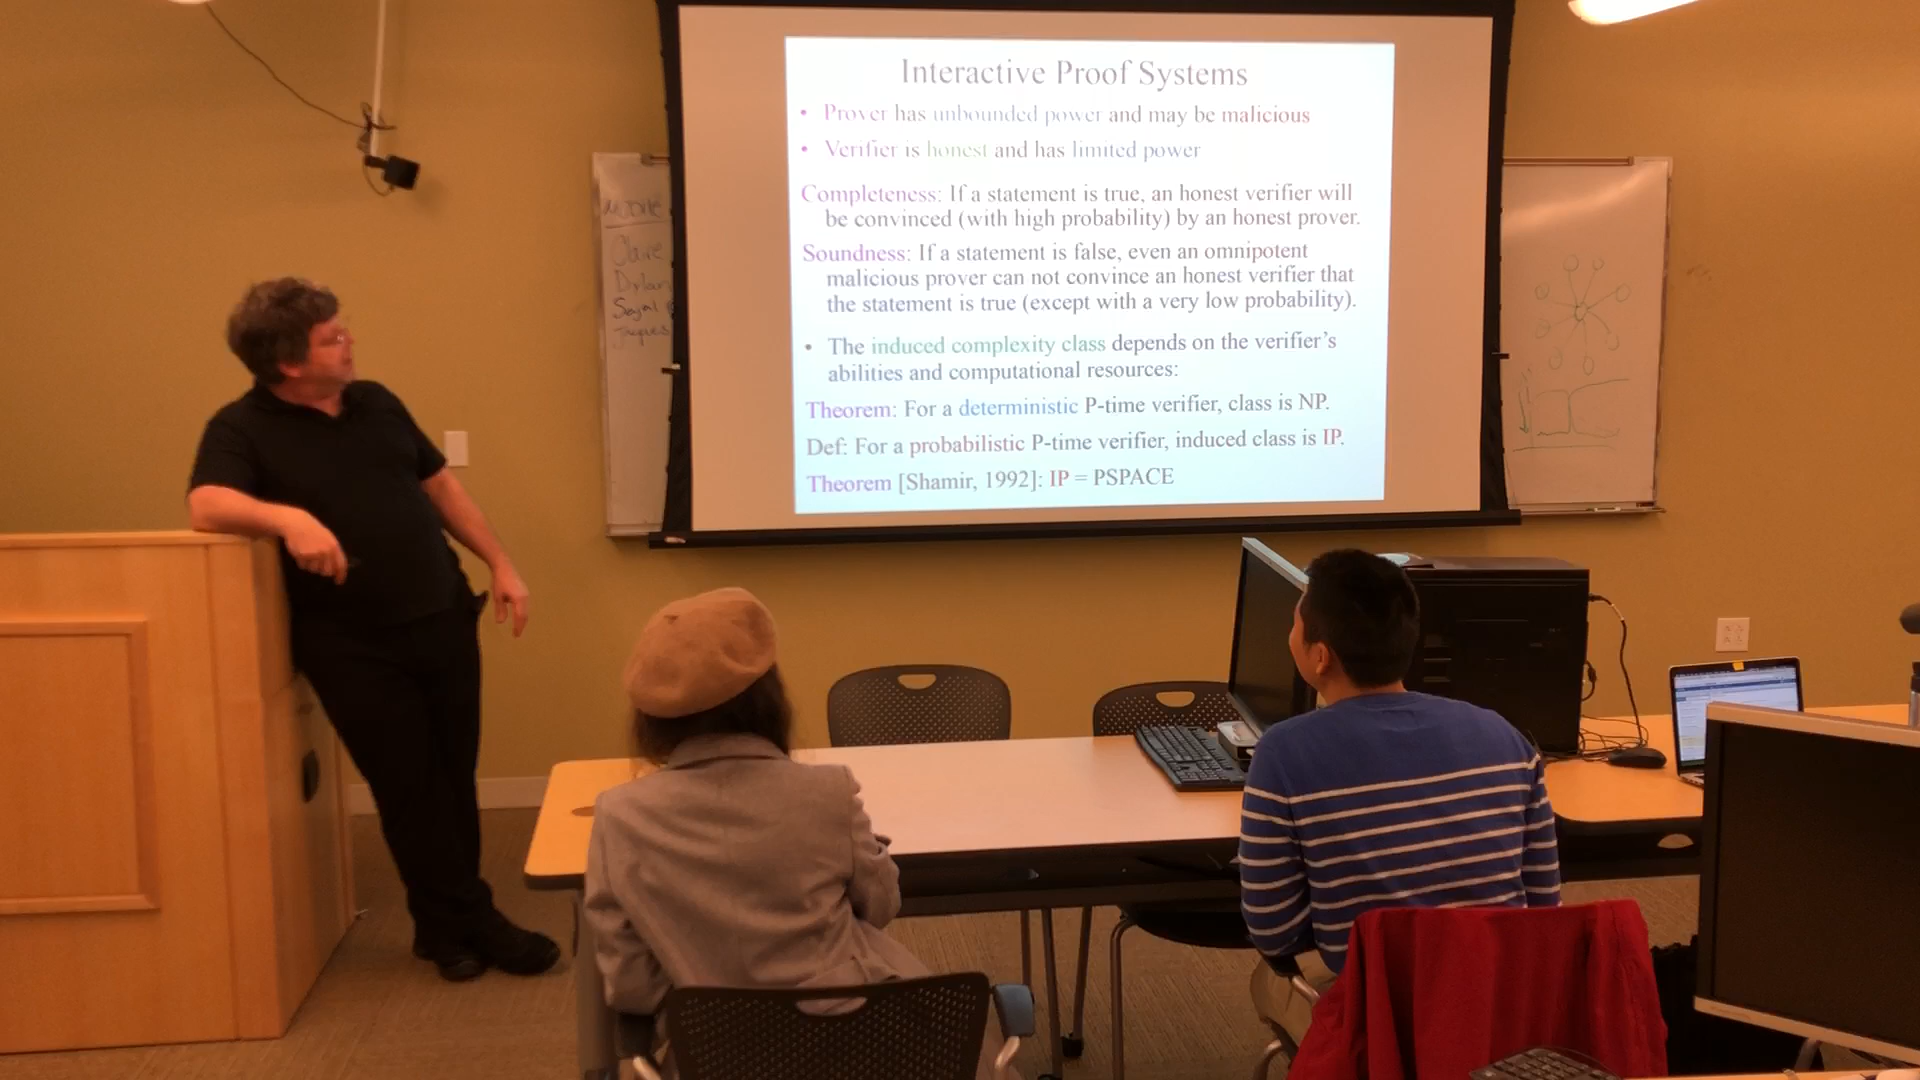 Interactive Proof Systems
• Prover has unbounded power and may be malicious
• Verifier is honest and has limited power
Completeness: If a statement is true, an honest verifier will
be convinced (with high probability) by an honest prover.
Soundness: If a statement is false, even an omnipotent
malicious prover can not convince an honest verifier that
the statement is true (except with a very low probability).
• The induced complexity class depends on the verifier's
abilities and computational resources:
Theorem: For a deterministic P-time verifier, class is NP.
Def: For a probabilistic P-time verifier, induced class is IP.
Theorem [Shamir, 1992]: IP = PSPACE
Claire
Dylan
Jacques